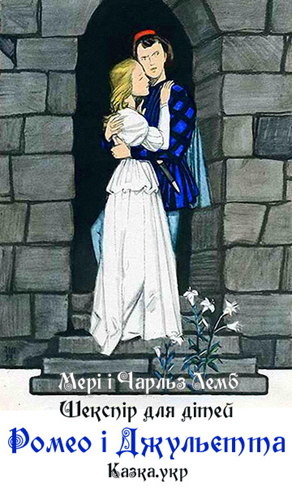 Мері і Чарльз Лемб
Шекспір для дітей
Ромео і Джульєтта
Казка.укр